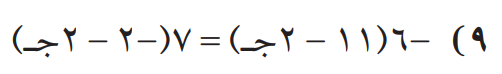 ٩) −٦(١١ − ٢جـ) = ٧(−٢ − ٢جـ)